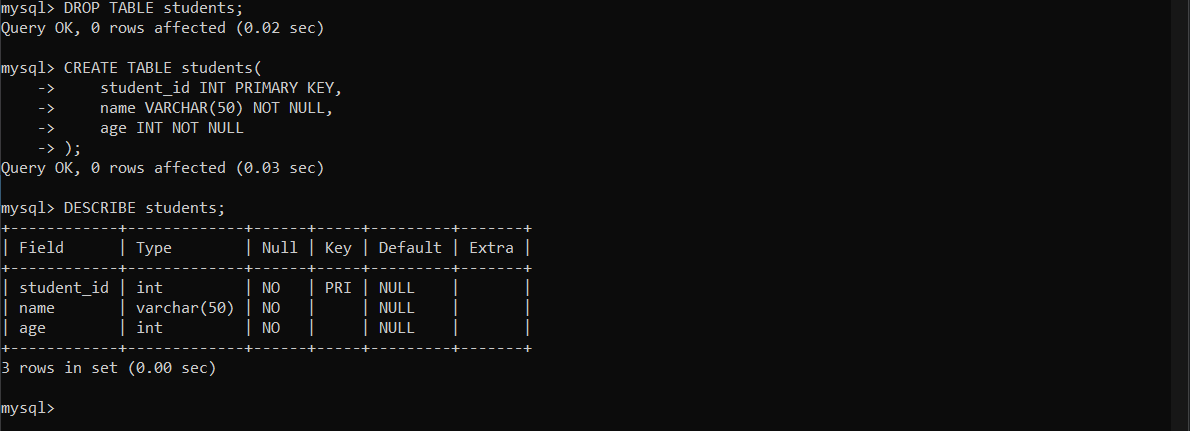 mysql> DROP TABLE students;
Query OK, 0 rows affected (0.02 sec)

mysql> CREATE TABLE students(
    ->     student_id INT PRIMARY KEY,
    ->     name VARCHAR(50) NOT NULL,
    ->     age INT NOT NULL
    -> );
Query OK, 0 rows affected (0.03 sec)

mysql> DESCRIBE students;
+------------+-------------+------+-----+---------+-------+
| Field      | Type        | Null | Key | Default | Extra |
+------------+-------------+------+-----+---------+-------+
| student_id | int         | NO   | PRI | NULL    |       |
| name       | varchar(50) | NO   |     | NULL    |       |
| age        | int         | NO   |     | NULL    |       |
+------------+-------------+------+-----+---------+-------+
3 rows in set (0.00 sec)

mysql>